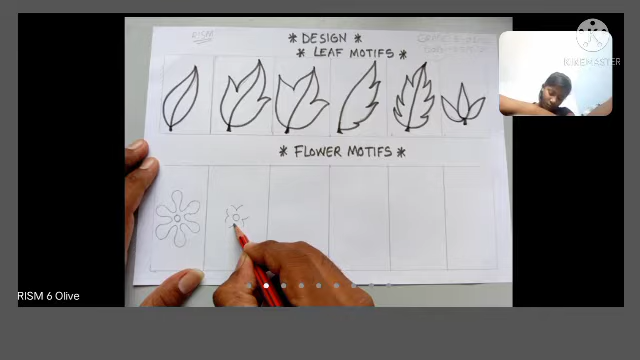 * DESIGN *
* LEAF MOTIFS *
KINEMASTER
* FLOWER MOTIFS *
RISM 6 Olive